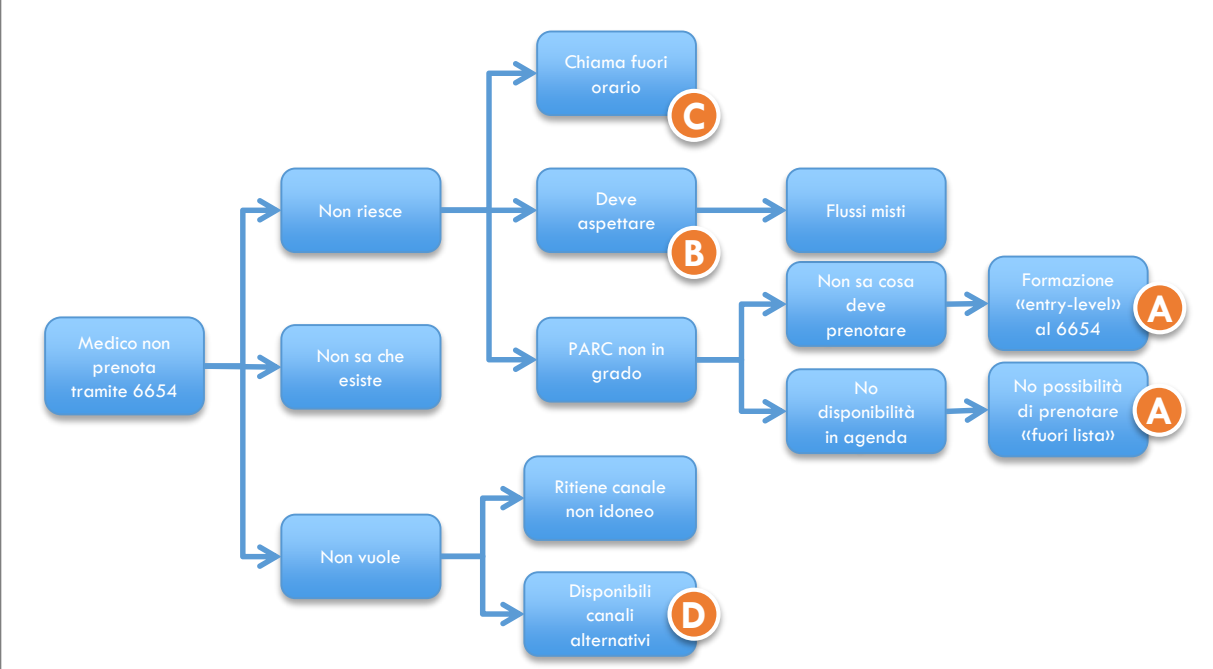 Chiama fuori
orario
C
Non riesce
Deve
aspettare
B
Flussi misti
Medico non
prenota
tramite 6654
Non sa che
esiste
PARC non in
grado
Non sa cosa
deve
prenotare
Formazione
«entry-level»
al 6654
A
No
disponibilità
in agenda
No possibilità
di prenotare
«fuori lista»
A
Non vuole
Ritiene canale
non idoneo
Disponibili
canali
alternativi
D